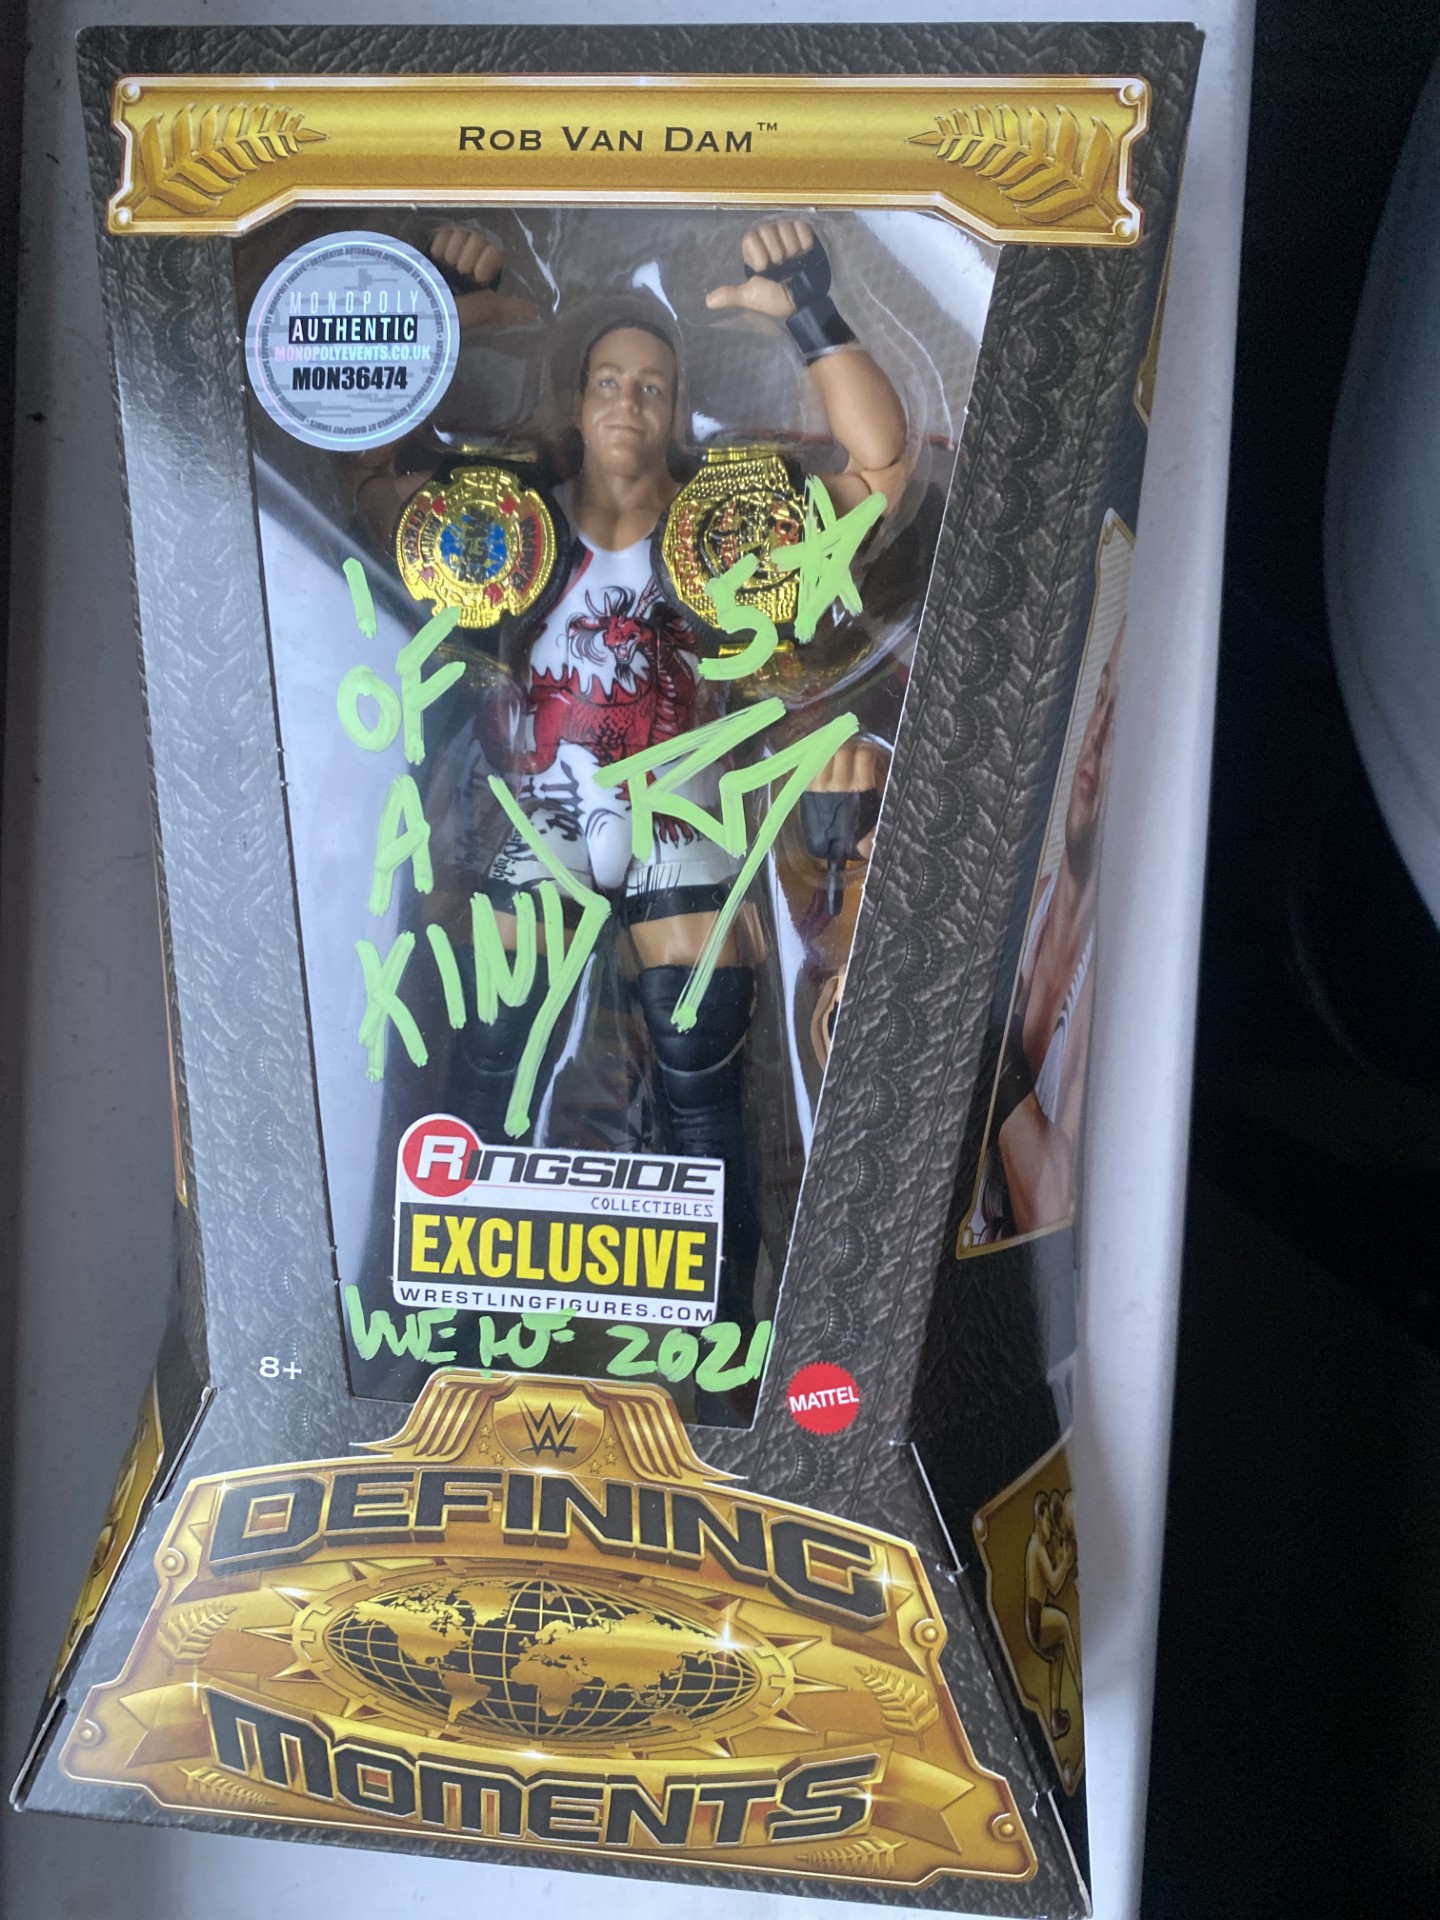 ROB VAN DAM™
MONOPOLY
AUTHENTIC
MONOPOLYEVENTS.CO.UK
MON36474
1
OF
A
KIND
5
RVD
RINGSIDE
COLLECTIBLES
EXCLUSIVE
WRESTLINGFIGURES.COM
HOF 2021
8+
MATTEL
W
DEFINING
MOMENTS